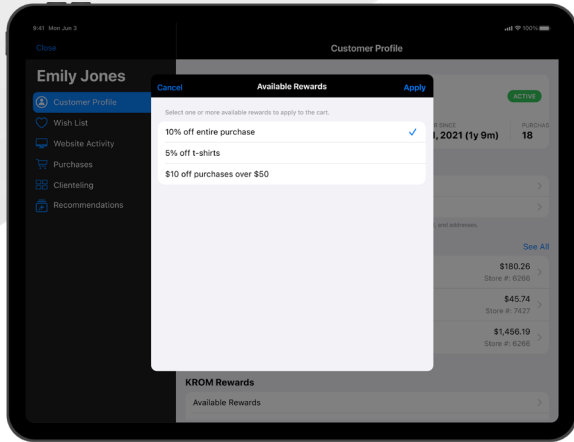 9:41 Mon Jun 3
100%
Close
Customer Profile
Emily Jones
Customer Profile
Wish List
Website Activity
Purchases
Clienteling
Recommendations
Cancel
Available Rewards
Apply
Select one or more available rewards to apply to the cart.
10% off entire purchase
5% off t-shirts
$10 off purchases over $50
ACTIVE
R SINCE
PURCHAS
, 2021 (1y 9m)
18
, and addresses.
See All
$180.26
Store #: 6266
$45.74
Store #: 7427
$1,456.19
Store #: 6266
KROM Rewards
Available Rewards